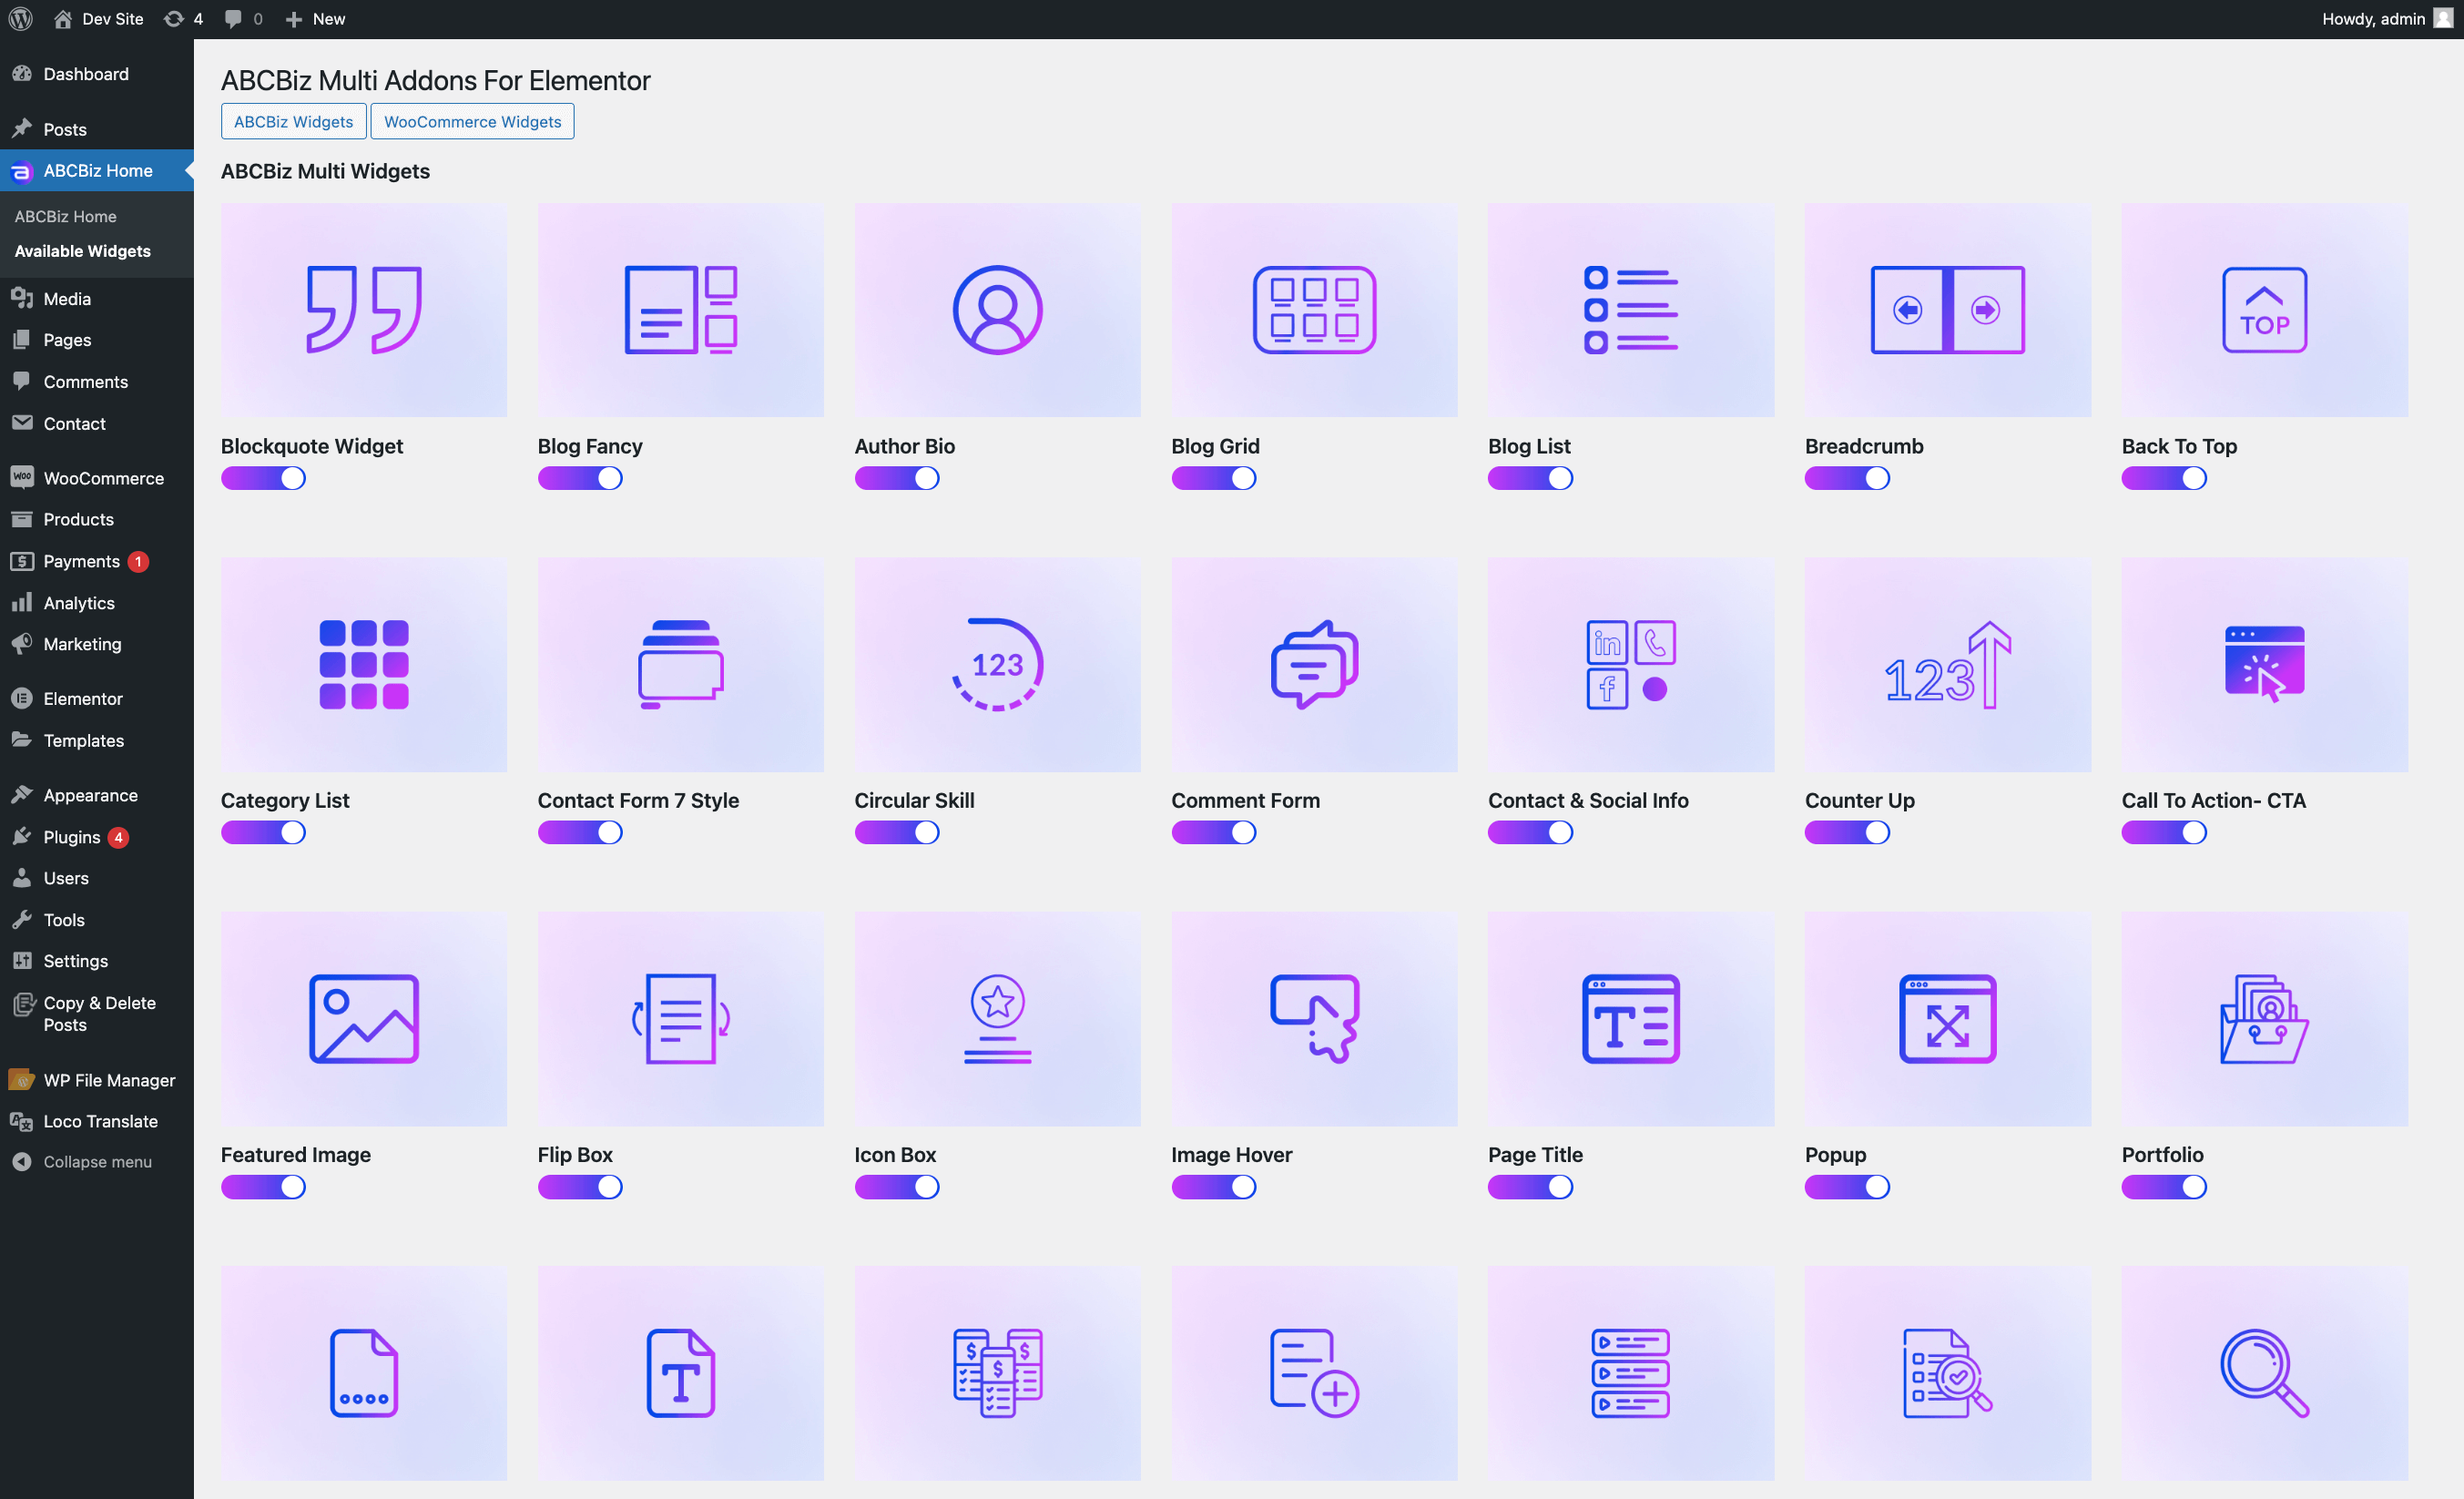 Dev Site 4 0 New
Howdy, admin
Dashboard
Posts
ABCBiz Home
ABCBiz Home
Available Widgets
Media
Pages
Comments
Contact
WooCommerce
Products
Payments 1
Analytics
Marketing
Elementor
Templates
Appearance
Plugins 4
Users
Tools
Settings
Copy & Delete
Posts
WP File Manager
Loco Translate
Collapse menu
ABCBiz Multi Addons For Elementor
ABCBiz Widgets WooCommerce Widgets
ABCBiz Multi Widgets
TOP
Blockquote Widget Blog Fancy Author Bio Blog Grid Blog List Breadcrumb Back To Top
123 in f 123
Category List Contact Form 7 Style Circular Skill Comment Form Contact & Social Info Counter Up Call To Action- CTA
T
Featured Image Flip Box Icon Box Image Hover Page Title Popup Portfolio
T $ $ $